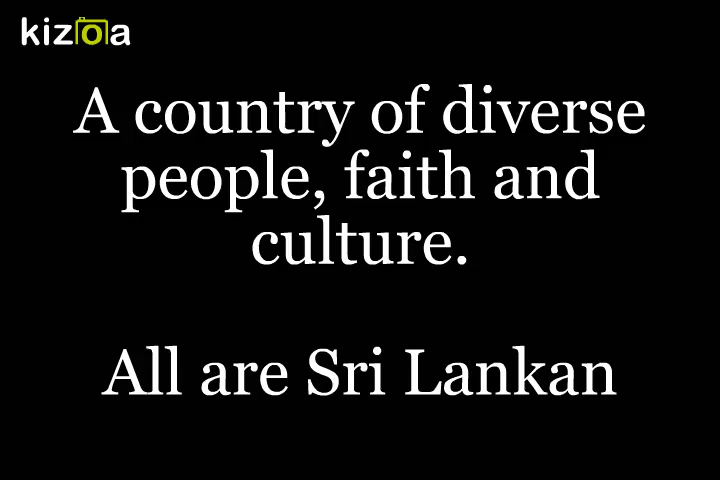 kizoa
A country of diverse
people, faith and
culture.
All are Sri Lankan